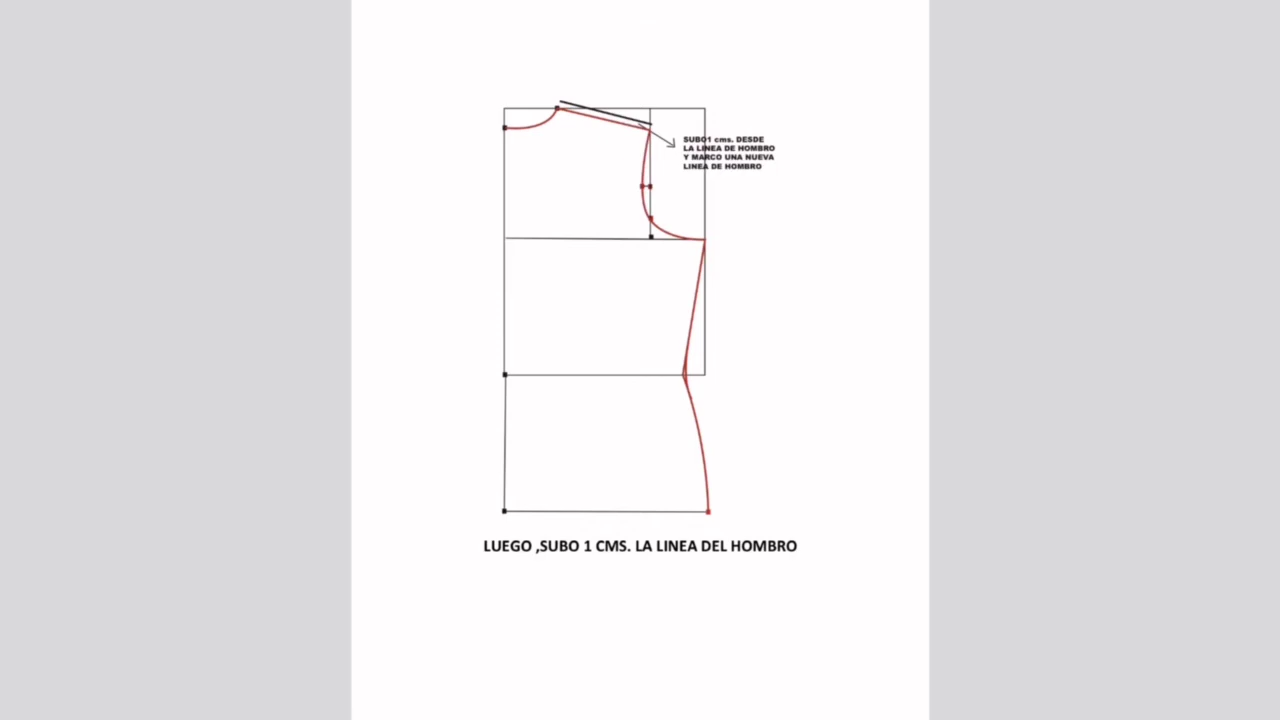 SUBO1 cms. DESDE
LA LINEA DE HOMBRO
Y MARCO UNA NUEVA
LINEA DE HOMBRO
LUEGO ,SUBO 1 CMS. LA LINEA DEL HOMBRO